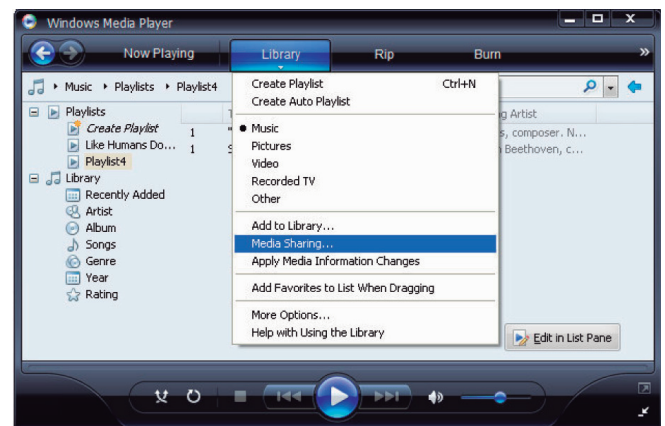 Windows Media Player
Now Playing Library Rip Burn »
Music Playlists Playlist4
Create Playlist Ctrl+N
Create Auto Playlist
Music
Pictures
Video
Recorded TV
Other
Add to Library...
Media Sharing...
Apply Media Information Changes
Add Favorites to List When Dragging
More Options...
Help with Using the Library
Playlists
Create Playlist 1
Like Humans Do... 1
Playlist4
Library
Recently Added
Artist
Album
Songs
Genre
Year
Rating
g Artist
s, composer. N...
Beethoven, c...
Edit in List Pane